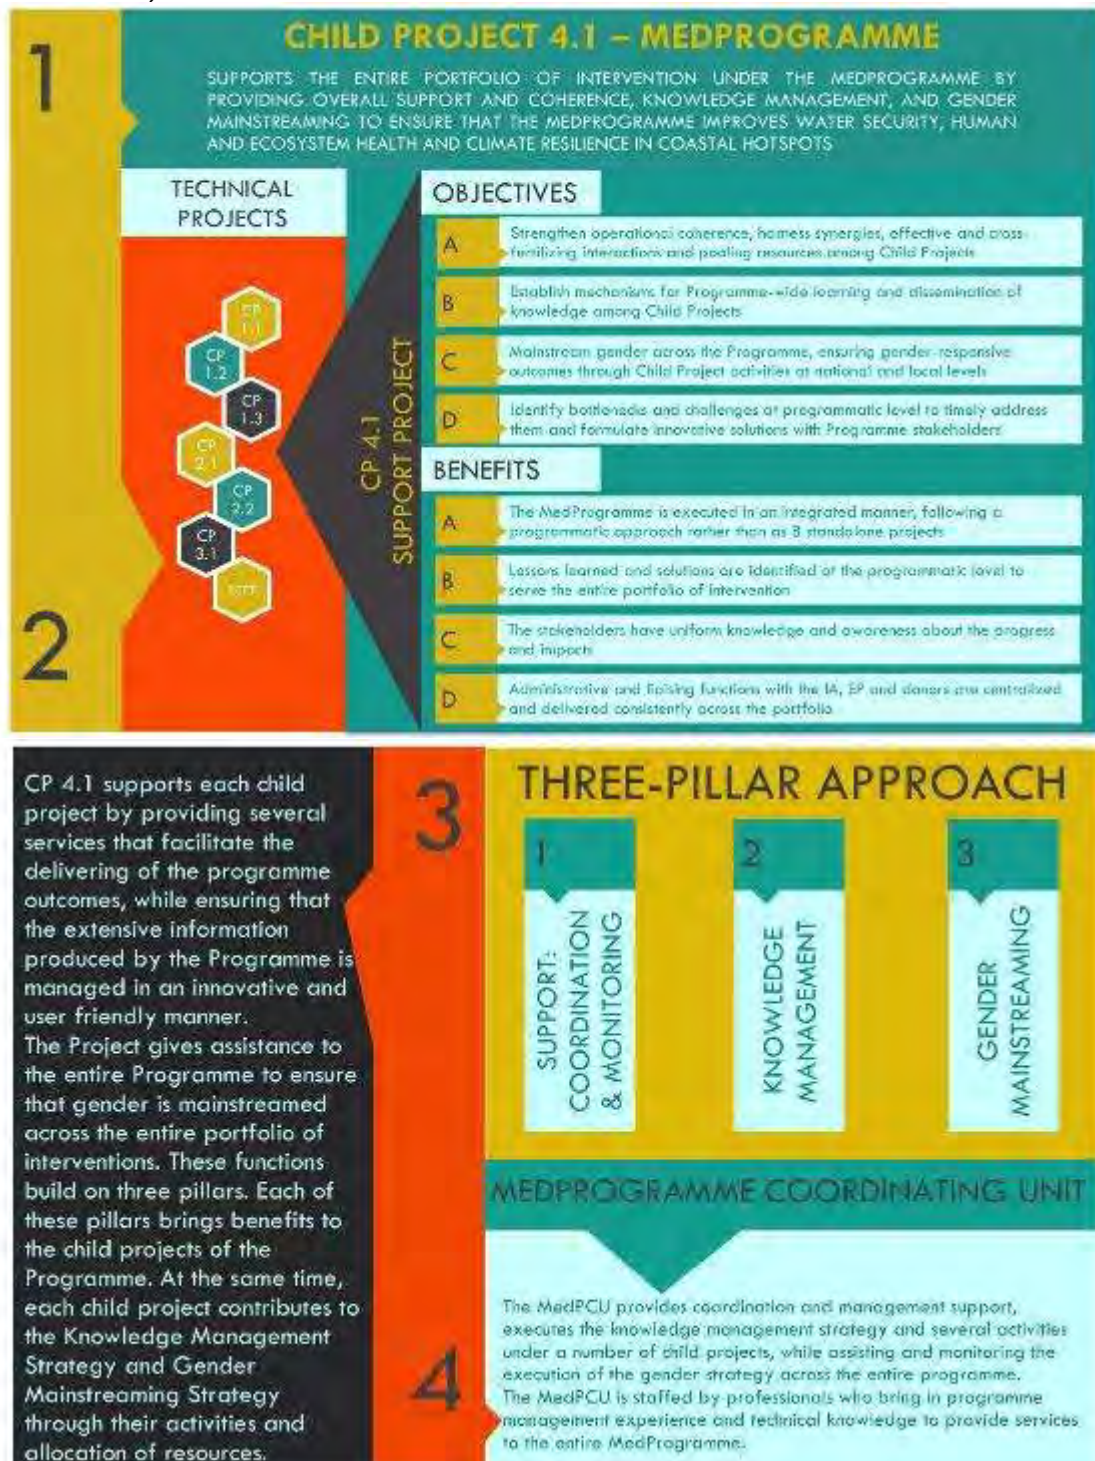 1
CHILD PROJECT 4.1 – MEDPROGRAMME
SUPPORTS THE ENTIRE PORTFOLIO OF INTERVENTION UNDER THE MEDPROGRAMME BY
PROVIDING OVERALL SUPPORT AND COHERENCE, KNOWLEDGE MANAGEMENT, AND GENDER
MAINSTREAMING TO ENSURE THAT THE MEDPROGRAMME IMPROVES WATER SECURITY, HUMAN
AND ECOSYSTEM HEALTH AND CLIMATE RESILIENCE IN COASTAL HOTSPOTS
TECHNICAL
PROJECTS
CP
1.1
CP
1.2
CP
1.3
CP
2.1
CP
2.2
CP
3.1
2
CP 4.1
SUPPORT PROJECT
OBJECTIVES
A
Strengthen operational coherence, harness synergies, effective and cross-
fertilizing interactions and pooling resources among Child Projects
B
Establish mechanisms for Programme-wide learning and dissemination of
knowledge among Child Projects
C
Mainstream gender across the Programme, ensuring gender-responsive
outcomes through Child Project activities at national and local levels
D
Identify bottlenecks and challenges at programmatic level to timely address
them and formulate innovative solutions with Programme stakeholders
BENEFITS
A
The MedProgramme is executed in an integrated manner, following a
programmatic approach rather than as 8 standalone projects
B
Lessons learned and solutions are identified at the programmatic level to
serve the entire portfolio of intervention
C
The stakeholders have uniform knowledge and awareness about the progress
and impacts
D
Administrative and liaising functions with the IA, EP and donors are centralized
and delivered consistently across the portfolio
CP 4.1 supports each child
project by providing several
services that facilitate the
delivering of the programme
outcomes, while ensuring that
the extensive information
produced by the Programme is
managed in an innovative and
user friendly manner.
The Project gives assistance to
the entire Programme to ensure
that gender is mainstreamed
across the entire portfolio of
interventions. These functions
build on three pillars. Each of
these pillars brings benefits to
the child projects of the
Programme. At the same time,
each child project contributes to
the Knowledge Management
Strategy and Gender
Mainstreaming Strategy
through their activities and
allocation of resources.
3
THREE-PILLAR APPROACH
1
SUPPORT:
COORDINATION
& MONITORING
2
KNOWLEDGE
MANAGEMENT
3
GENDER
MAINSTREAMING
MEDPROGRAMME COORDINATING UNIT
4
The MedPCU provides coordination and management support,
executes the knowledge management strategy and several activities
under a number of child projects, while assisting and monitoring the
execution of the gender strategy across the entire programme.
The MedPCU is staffed by professionals who bring in programme
management experience and technical knowledge to provide services
to the entire MedProgramme.